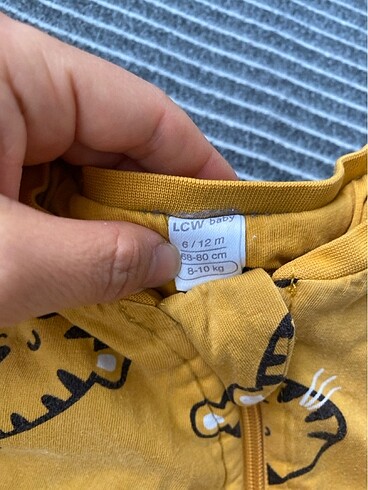 LCW baby
6 / 12 m
68-80 cm
8-10 kg